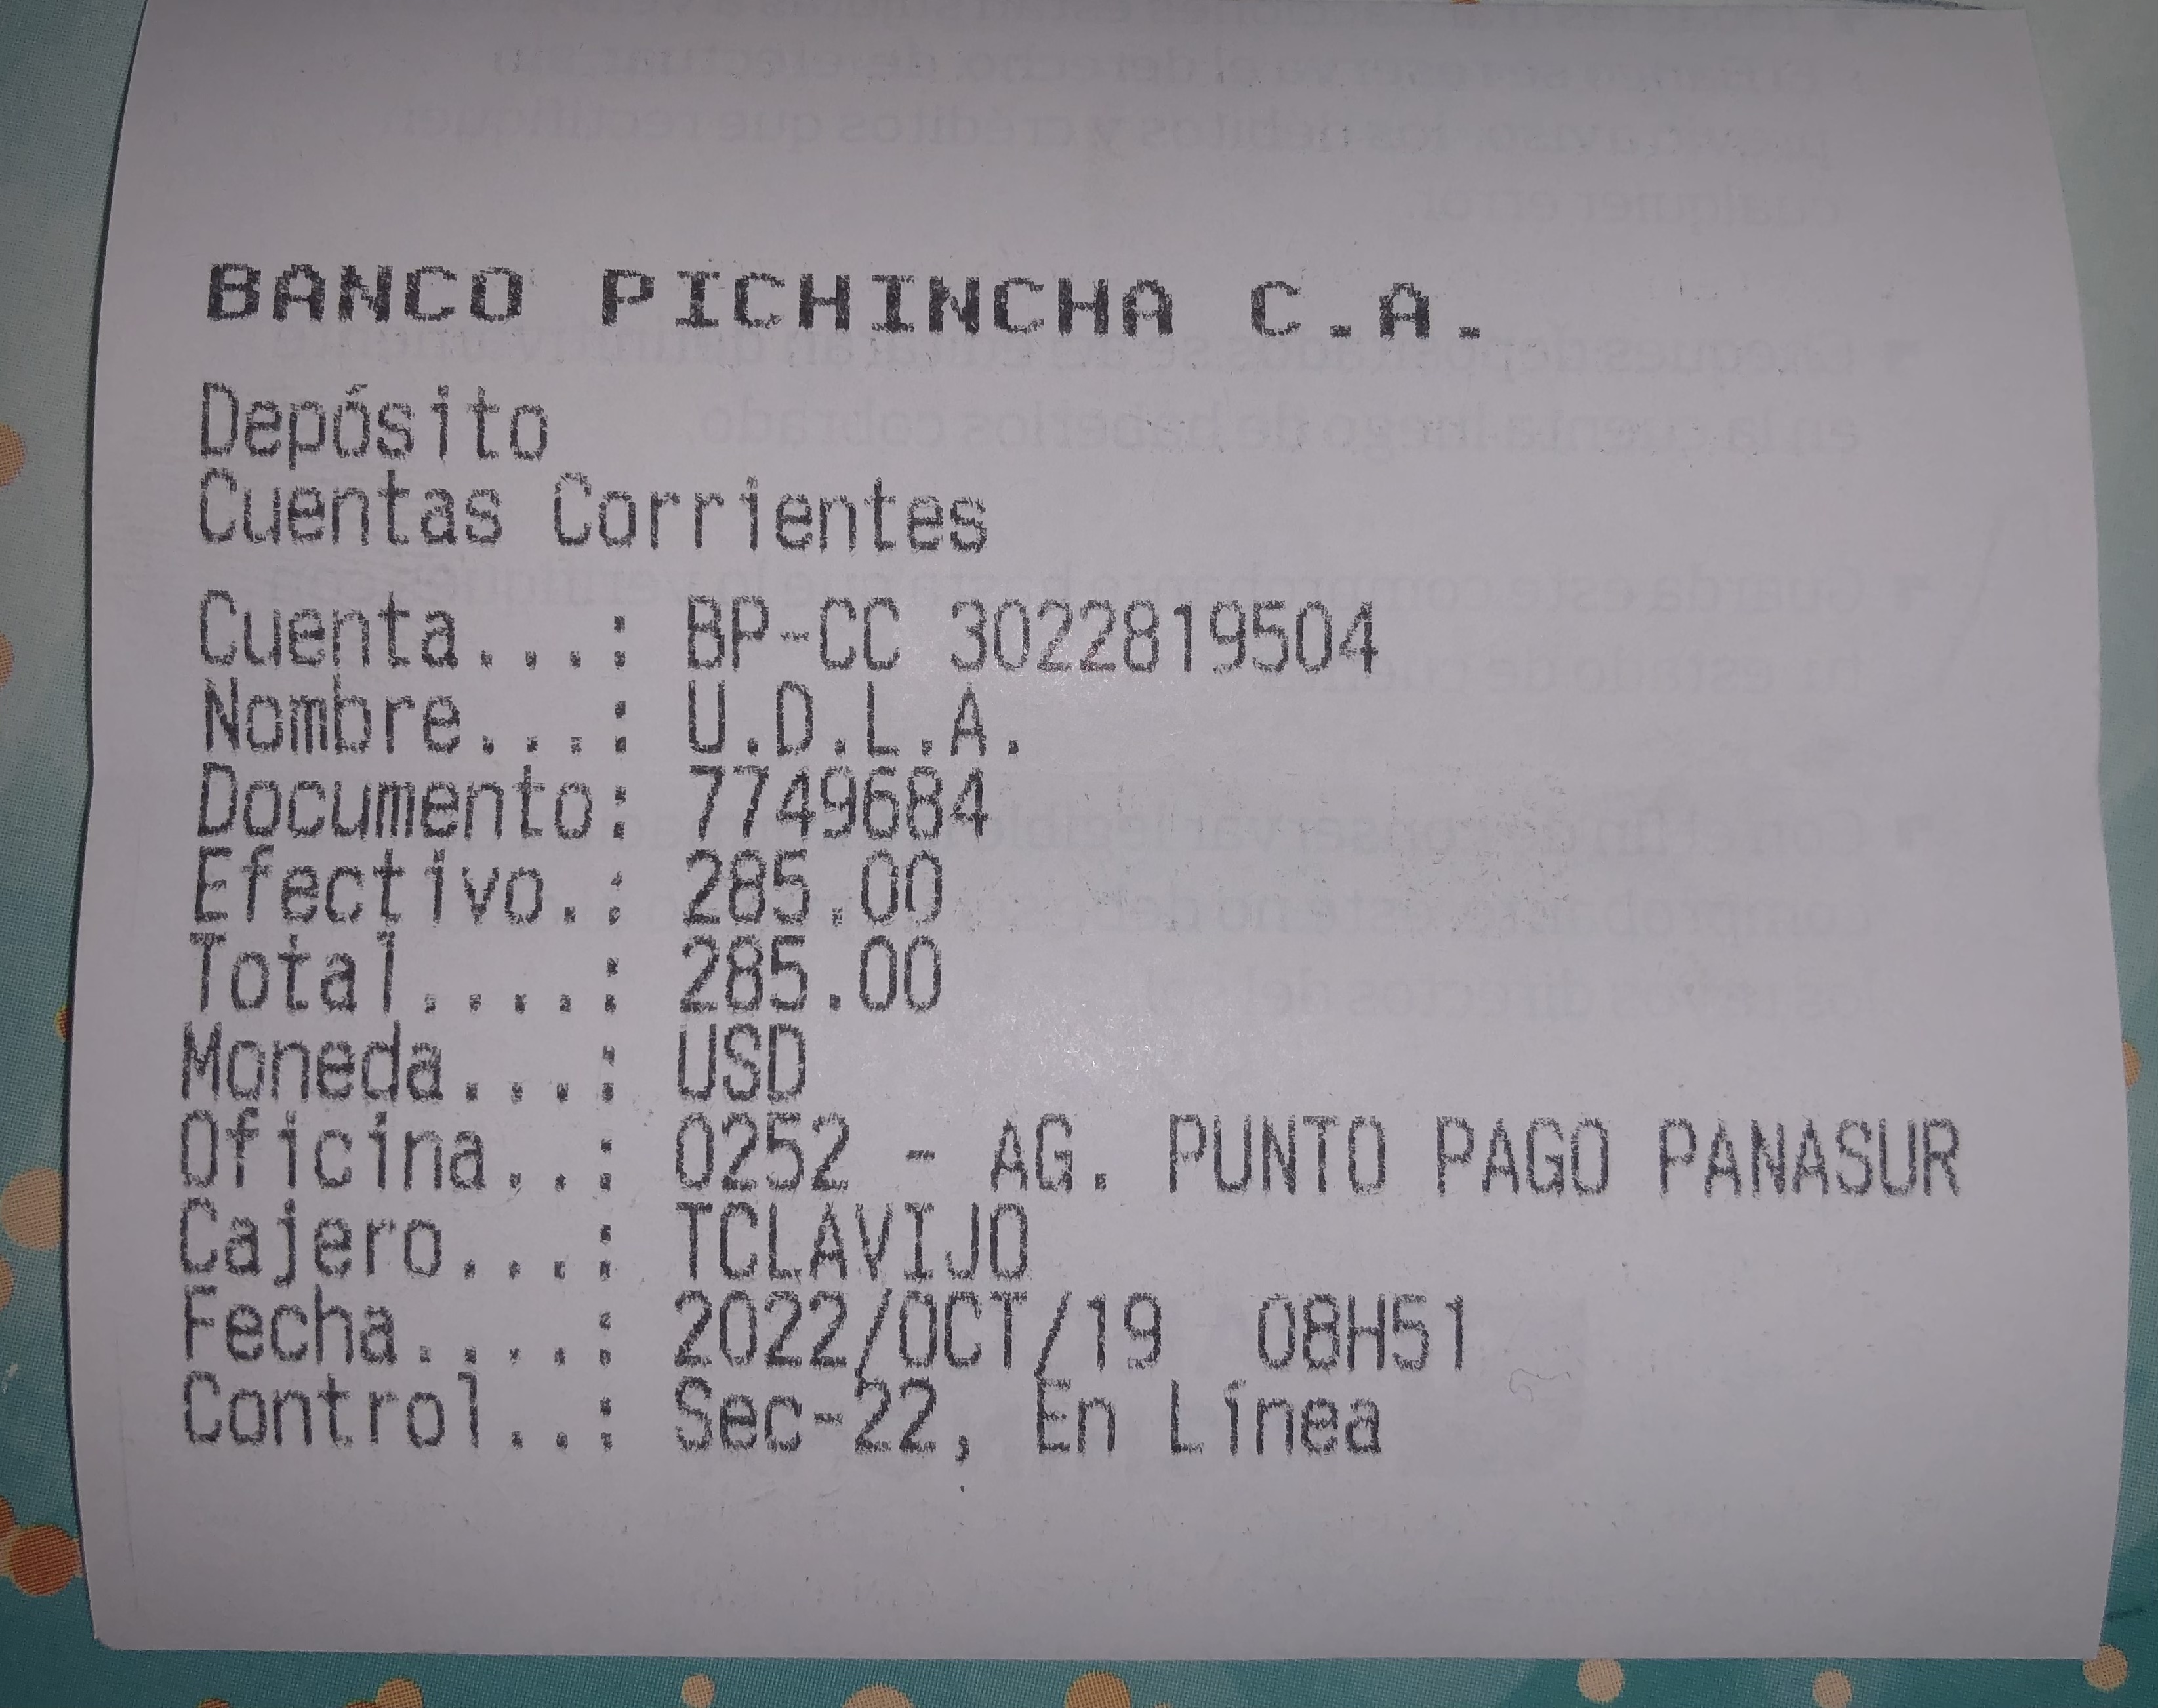 BANCO PICHINCHA C.A.
Depósito
Cuentas Corrientes
Cuenta...: BP-CC 3022819504
Nombre...: U.D.L.A.
Documento: 7749684
Efectivo.: 285.00
Total....: 285.00
Moneda...: USD
Oficina..: 0252 - AG. PUNTO PAGO PANASUR
Cajero...: TCLAVIJO
Fecha....: 2022/OCT/19 08H51
Control..: Sec-22, En Línea